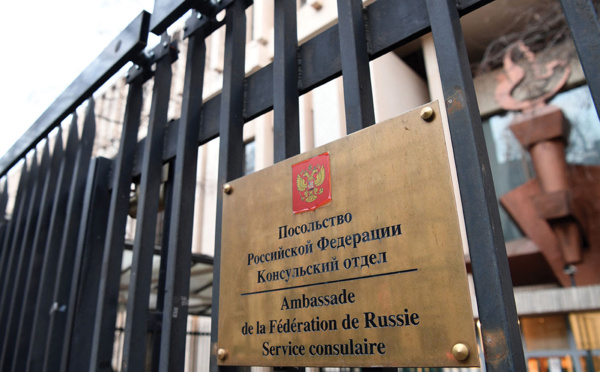 Посольство
Российской Федерации
Консульский отдел
Ambassade
de la Fédération de Russie
Service consulaire